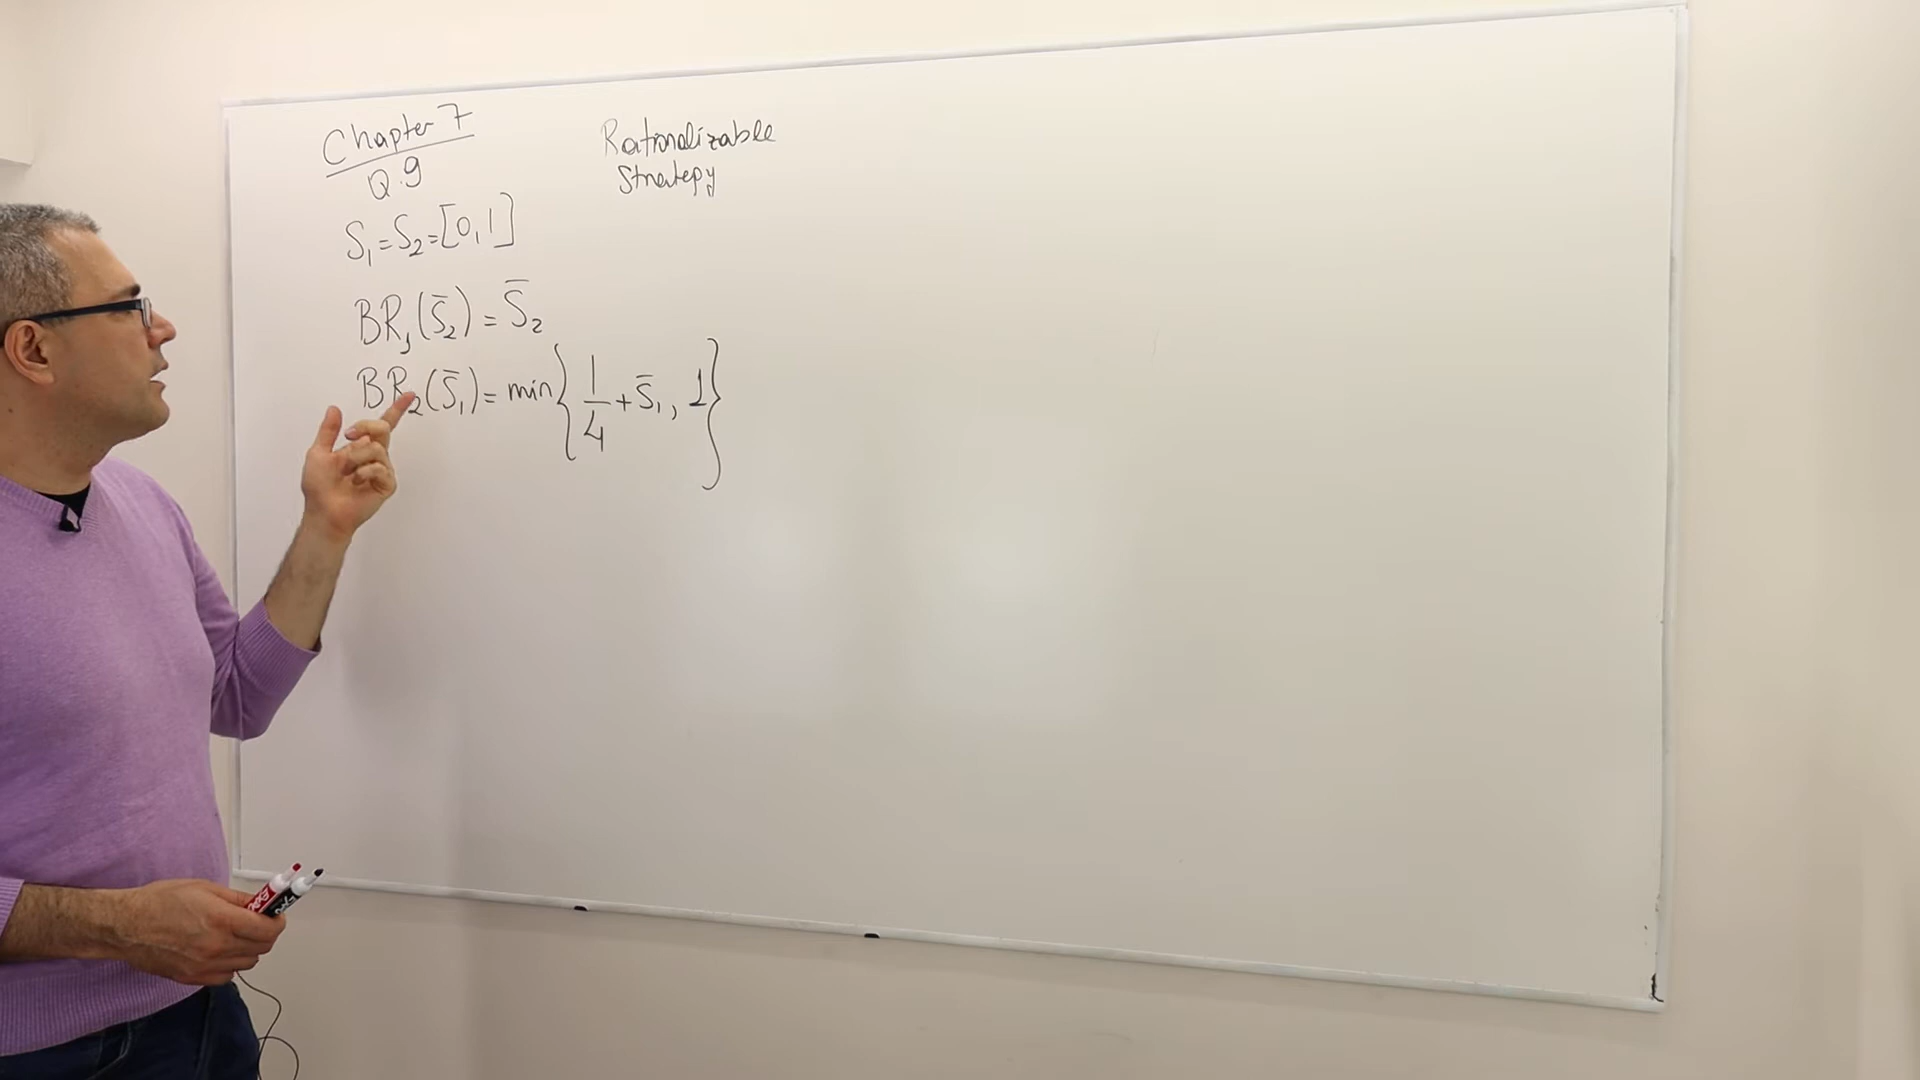 Chapter 7
Q.9
Rationalizable
Strategy
S₁=S₂=[0,1]
BR₁(S̄₂)=S̄₂
BR₂(S̄₁)=min{1/4+S̄₁, 1}